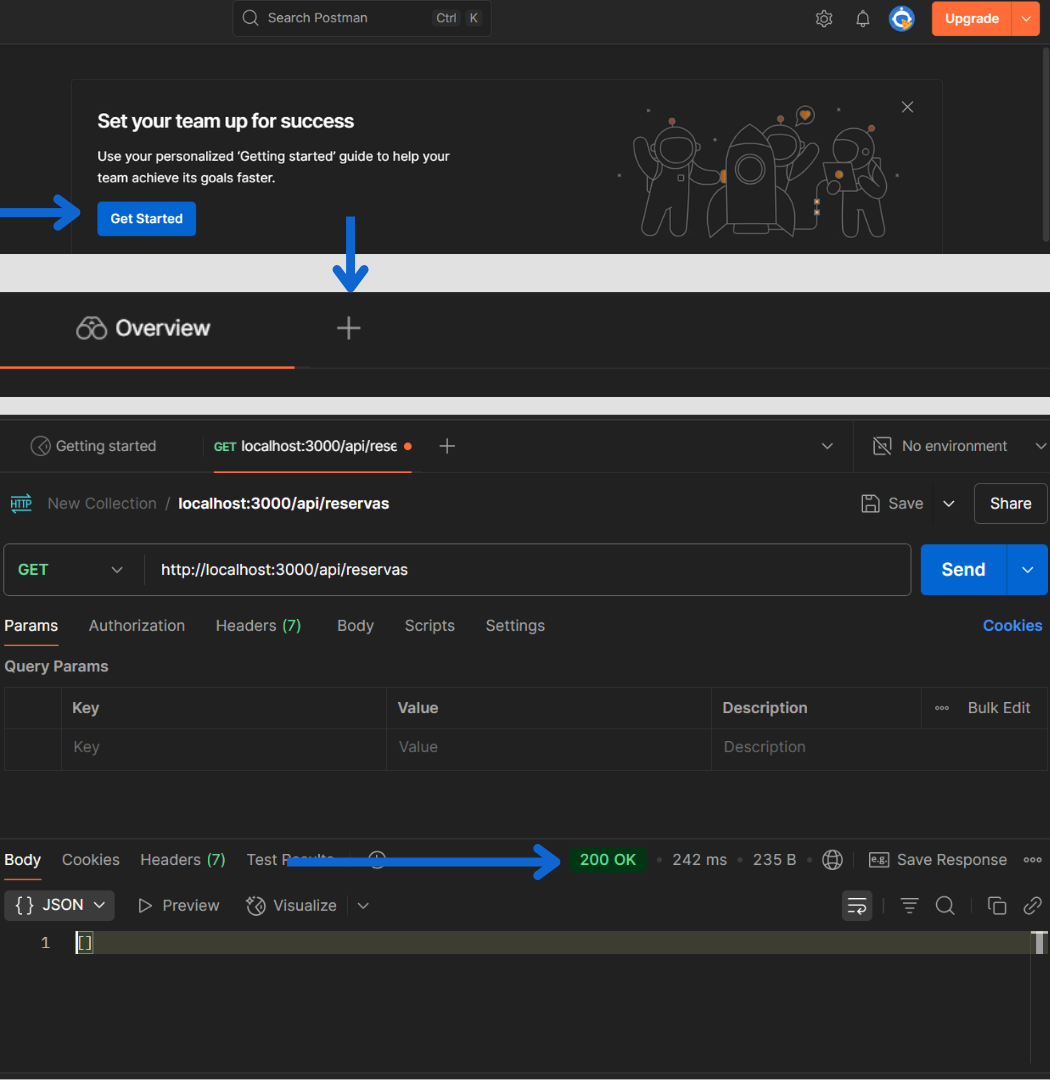 Search Postman Ctrl K Upgrade
Set your team up for success
Use your personalized ‘Getting started’ guide to help your
team achieve its goals faster.
Get Started
Overview
Getting started GET localhost:3000/api/rese No environment
HTTP New Collection / localhost:3000/api/reservas Save Share
GET http://localhost:3000/api/reservas Send
Params Authorization Headers (7) Body Scripts Settings Cookies
Query Params
Key Value Description Bulk Edit
Key Value Description
Body Cookies Headers (7) Test Results 200 OK 242 ms 235 B e.g. Save Response
{} JSON Preview Visualize
1 []